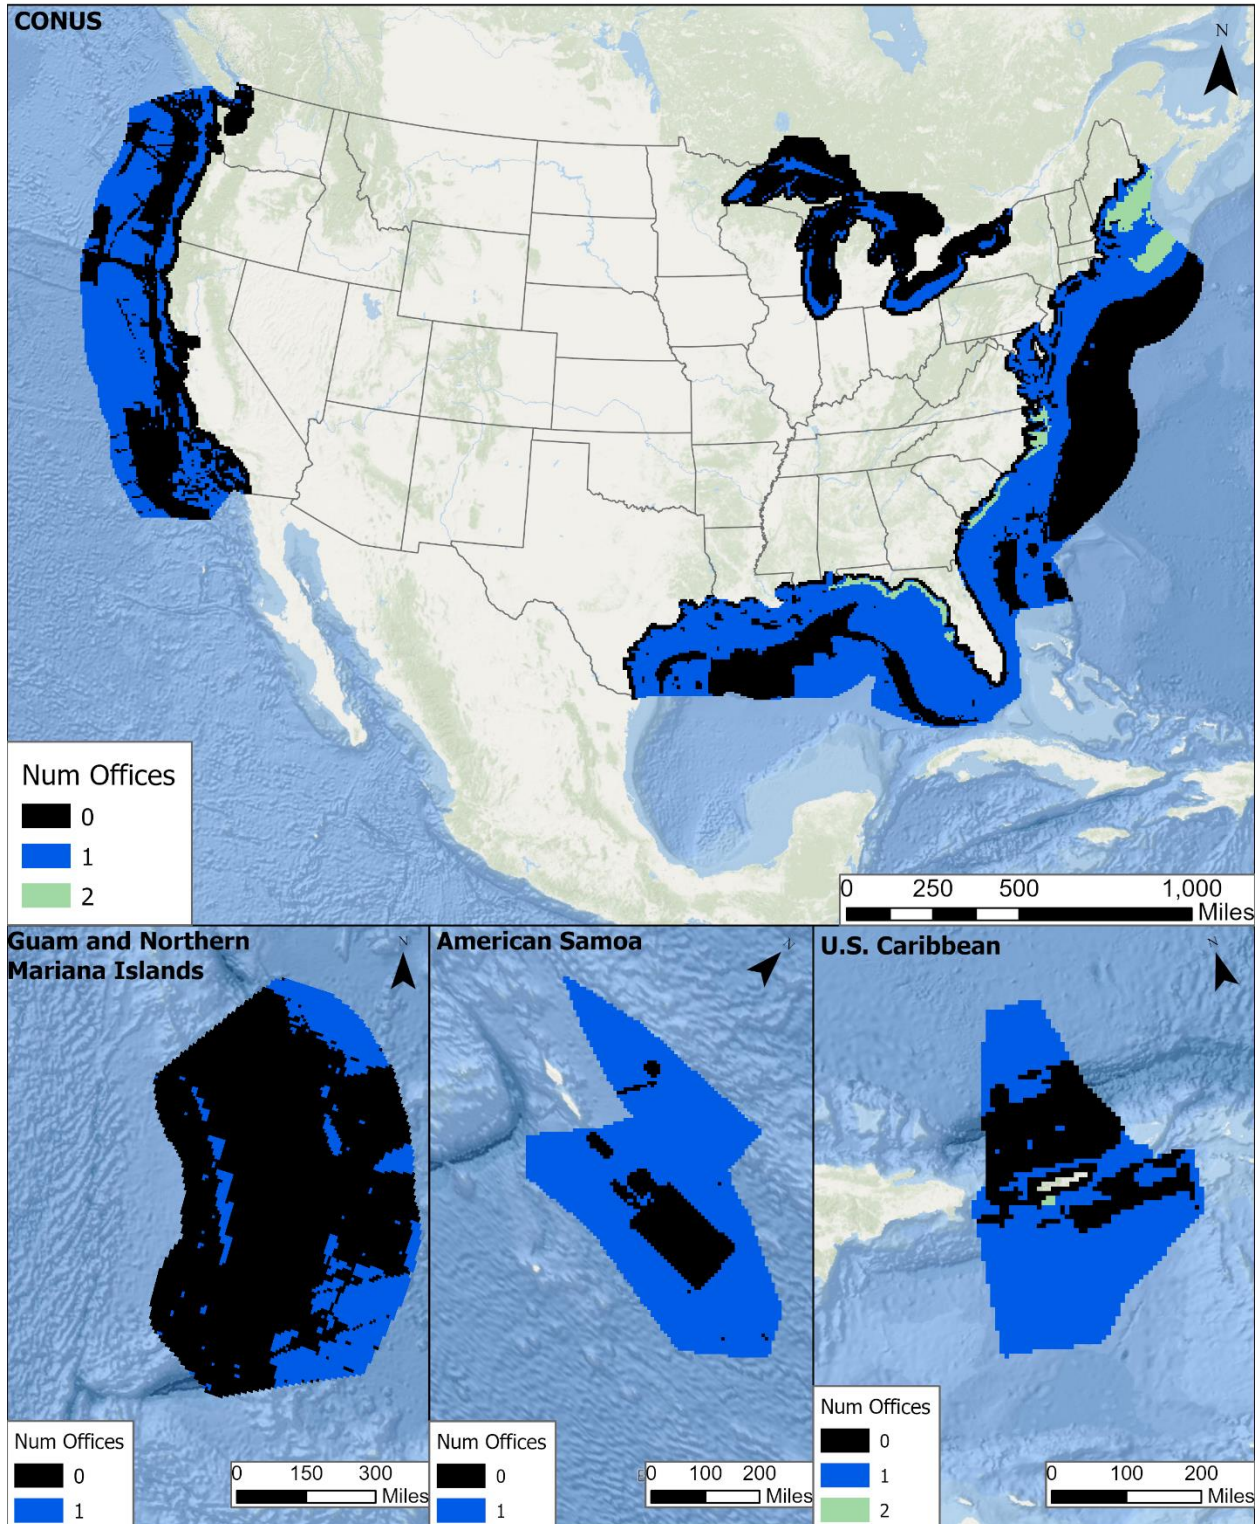 CONUS
N
Num Offices
0
1
2
0 250 500 1,000
Miles
Guam and Northern
Mariana Islands
N
Num Offices
0
1
0 150 300
Miles
American Samoa
Num Offices
0
1
0 100 200
Miles
U.S. Caribbean
N
Num Offices
0
1
2
0 100 200
Miles